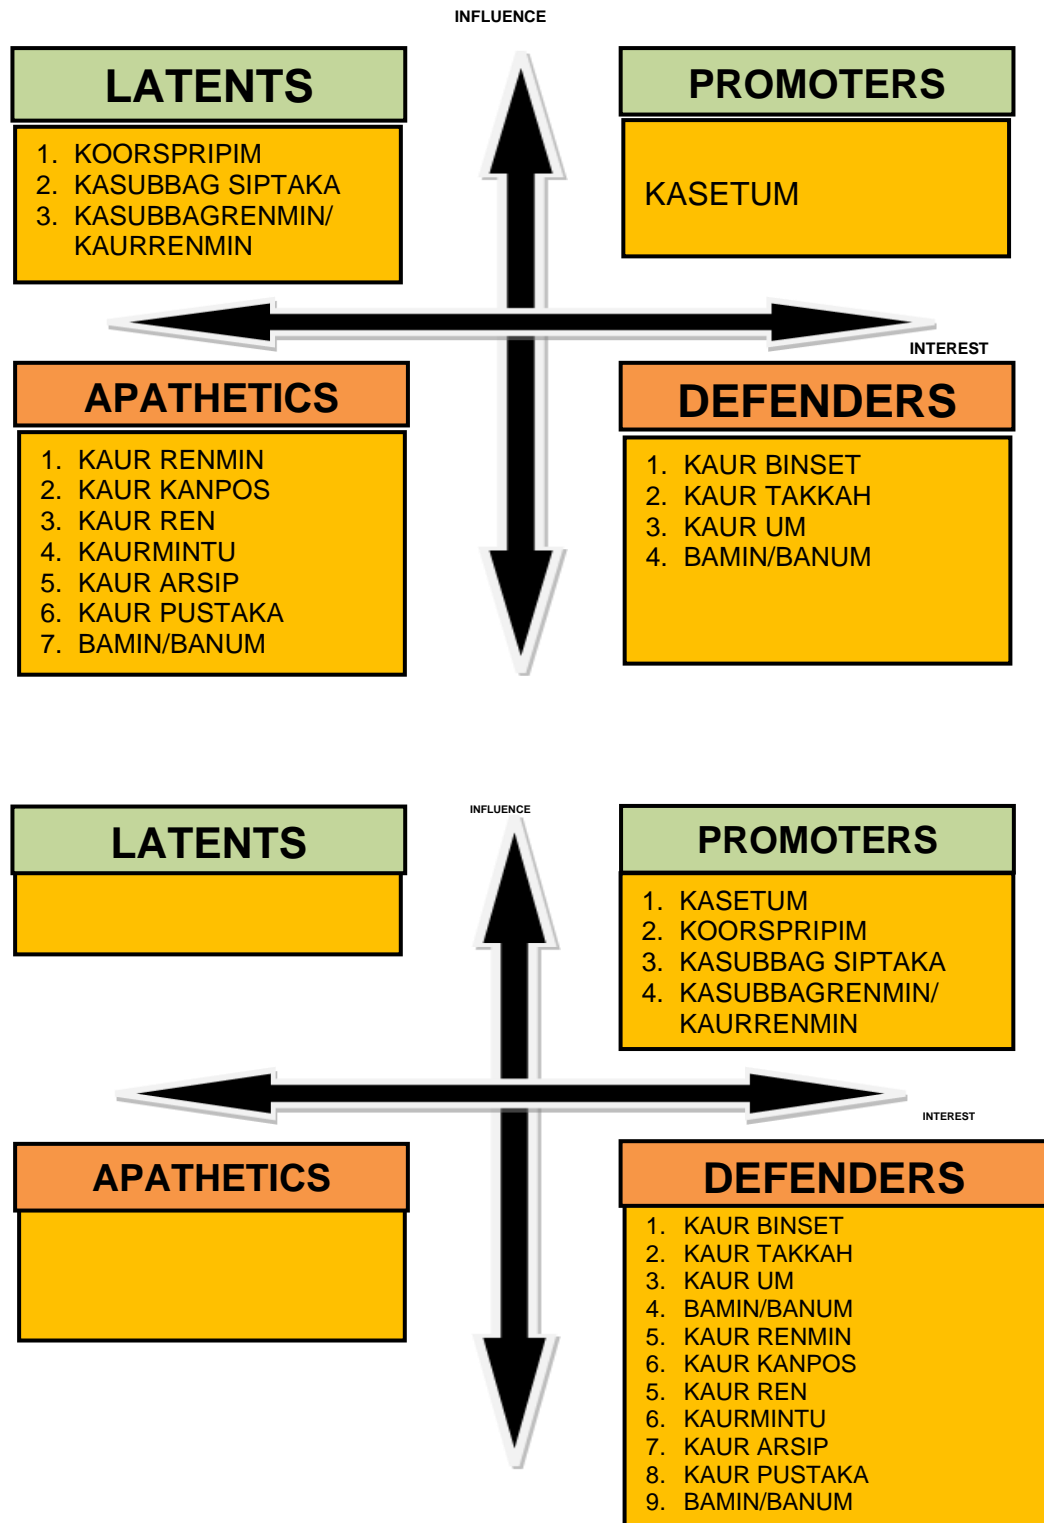 INFLUENCE
LATENTS
1. KOORSPRIPIM
2. KASUBBAG SIPTAKA
3. KASUBBAGRENMIN/
KAURRENMIN
PROMOTERS
KASETUM
INTEREST
APATHETICS
1. KAUR RENMIN
2. KAUR KANPOS
3. KAUR REN
4. KAURMINTU
5. KAUR ARSIP
6. KAUR PUSTAKA
7. BAMIN/BANUM
DEFENDERS
1. KAUR BINSET
2. KAUR TAKKAH
3. KAUR UM
4. BAMIN/BANUM
INFLUENCE
LATENTS
PROMOTERS
1. KASETUM
2. KOORSPRIPIM
3. KASUBBAG SIPTAKA
4. KASUBBAGRENMIN/
KAURRENMIN
INTEREST
APATHETICS
DEFENDERS
1. KAUR BINSET
2. KAUR TAKKAH
3. KAUR UM
4. BAMIN/BANUM
5. KAUR RENMIN
6. KAUR KANPOS
5. KAUR REN
6. KAURMINTU
7. KAUR ARSIP
8. KAUR PUSTAKA
9. BAMIN/BANUM